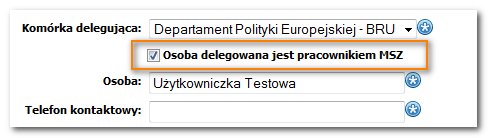 Komórka delegująca: Departament Polityki Europejskiej - BRU
Osoba delegowana jest pracownikiem MSZ
Osoba: Użytkowniczka Testowa
Telefon kontaktowy: